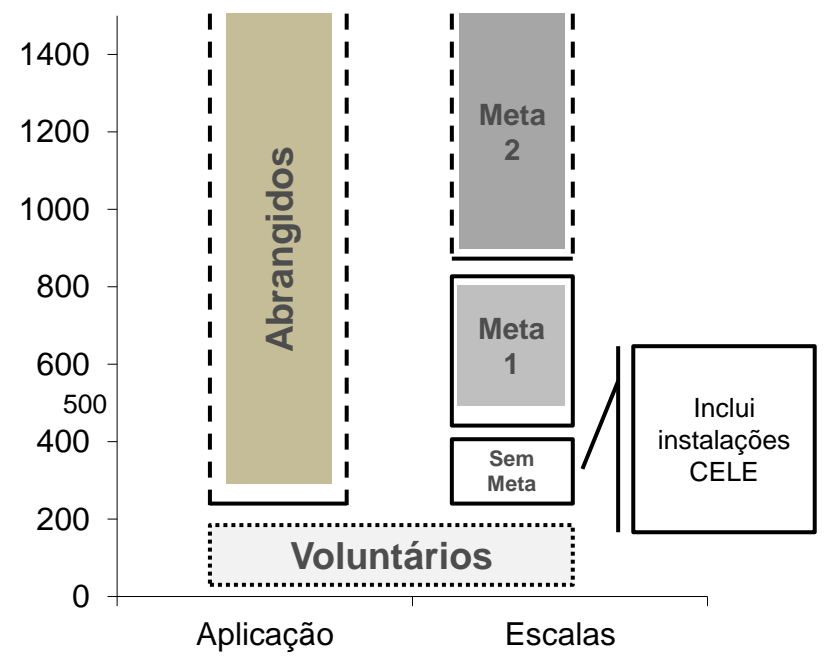 1400
1200
1000
800
600
500
400
200
0
Abrangidos
Meta
2
Meta
1
Sem
Meta
Inclui
instalações
CELE
Voluntários
Aplicação
Escalas